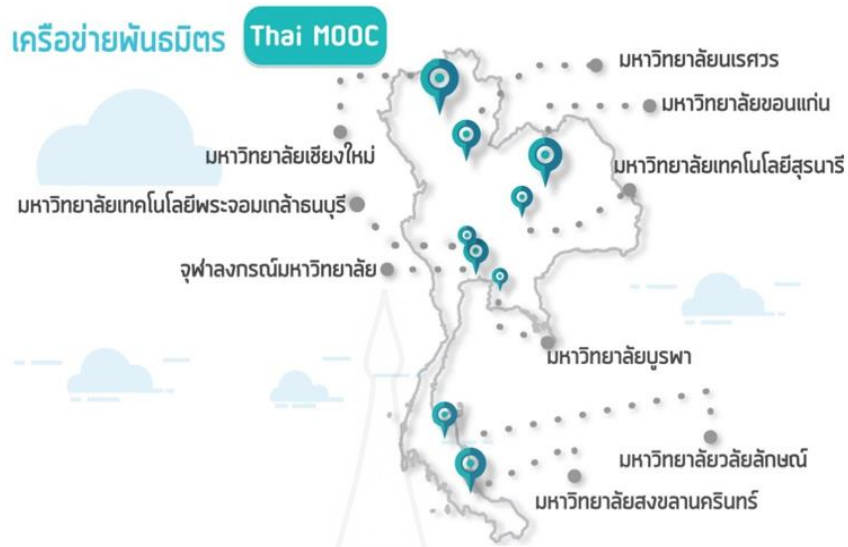 เครือข่ายพันธมิตร Thai MOOC
มหาวิทยาลัยนเรศวร
มหาวิทยาลัยขอนแก่น
มหาวิทยาลัยเชียงใหม่
มหาวิทยาลัยเทคโนโลยีสุรนารี
มหาวิทยาลัยเทคโนโลยีพระจอมเกล้าธนบุรี
จุฬาลงกรณ์มหาวิทยาลัย
มหาวิทยาลัยบูรพา
มหาวิทยาลัยวลัยลักษณ์
มหาวิทยาลัยสงขลานครินทร์